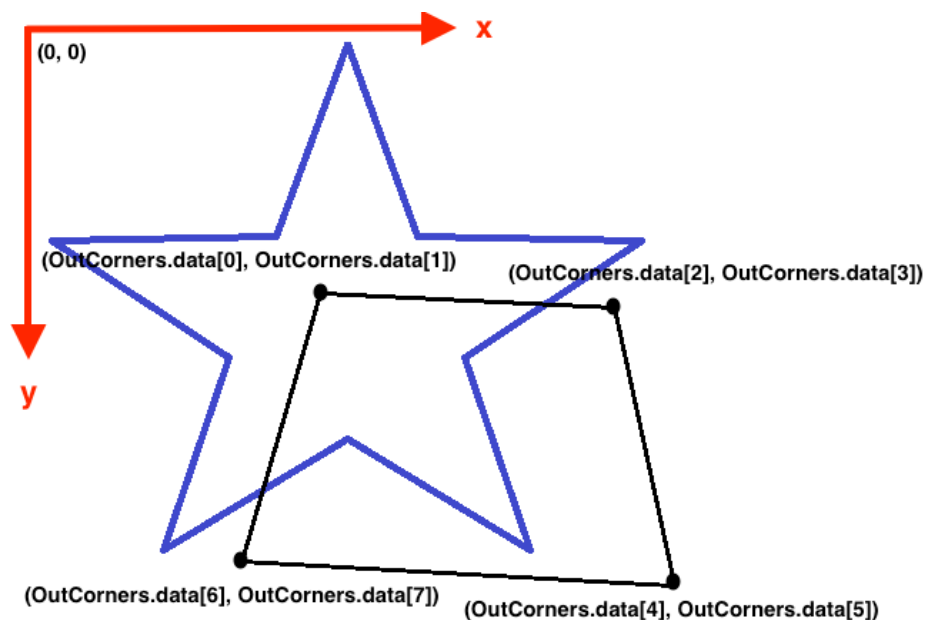 x
(0, 0)
(OutCorners.data[0], OutCorners.data[1])
(OutCorners.data[2], OutCorners.data[3])
y
(OutCorners.data[6], OutCorners.data[7])
(OutCorners.data[4], OutCorners.data[5])